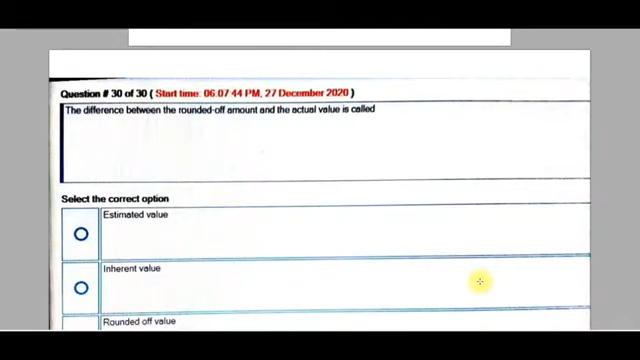 Question # 30 of 30 ( Start time: 06:07:44 PM, 27 December 2020 )
The difference between the rounded-off amount and the actual value is called
Select the correct option
Estimated value
Inherent value
Rounded off value